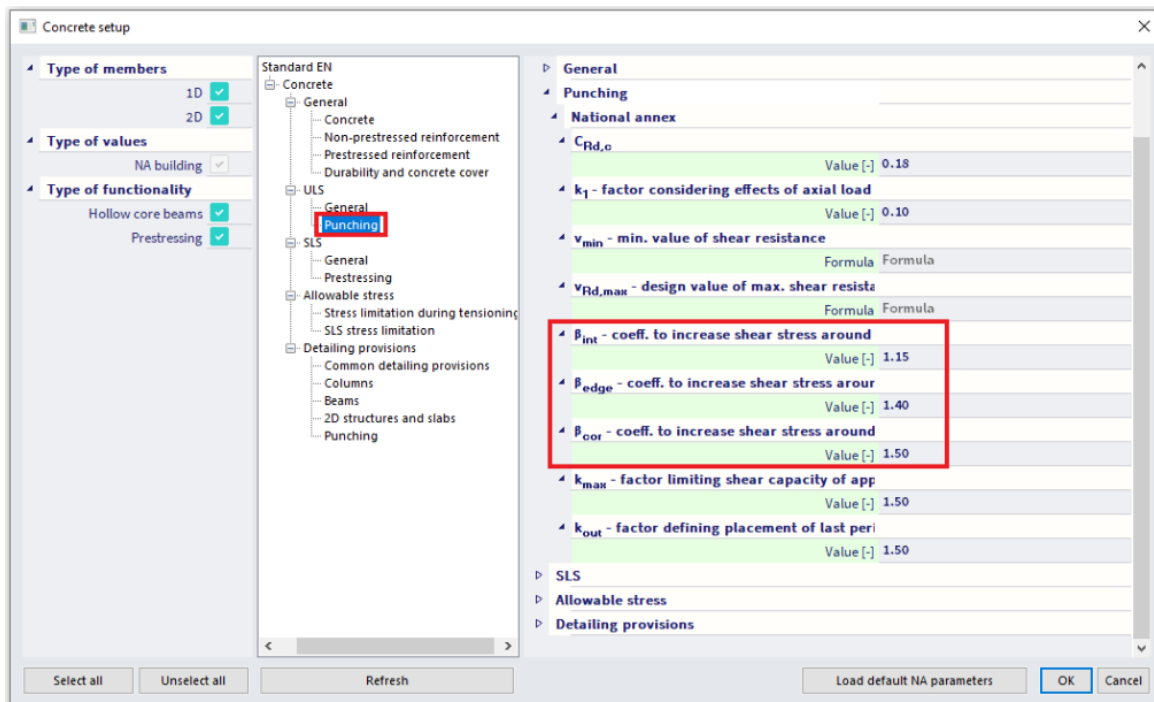 Concrete setup
Type of members
1D
2D
Type of values
NA building
Type of functionality
Hollow core beams
Prestressing
Standard EN
Concrete
General
Concrete
Non-prestressed reinforcement
Prestressed reinforcement
Durability and concrete cover
ULS
General
Punching
SLS
General
Prestressing
Allowable stress
Stress limitation during tensioning
SLS stress limitation
Detailing provisions
Common detailing provisions
Columns
Beams
2D structures and slabs
Punching
General
Punching
National annex
CRd,c
Value [-] 0.18
k1 - factor considering effects of axial load
Value [-] 0.10
vmin - min. value of shear resistance
Formula Formula
vRd,max - design value of max. shear resista
Formula Formula
βint - coeff. to increase shear stress around
Value [-] 1.15
βedge - coeff. to increase shear stress arour
Value [-] 1.40
βcor - coeff. to increase shear stress around
Value [-] 1.50
kmax - factor limiting shear capacity of app
Value [-] 1.50
kout - factor defining placement of last peri
Value [-] 1.50
SLS
Allowable stress
Detailing provisions
Select all
Unselect all
Refresh
Load default NA parameters
OK
Cancel